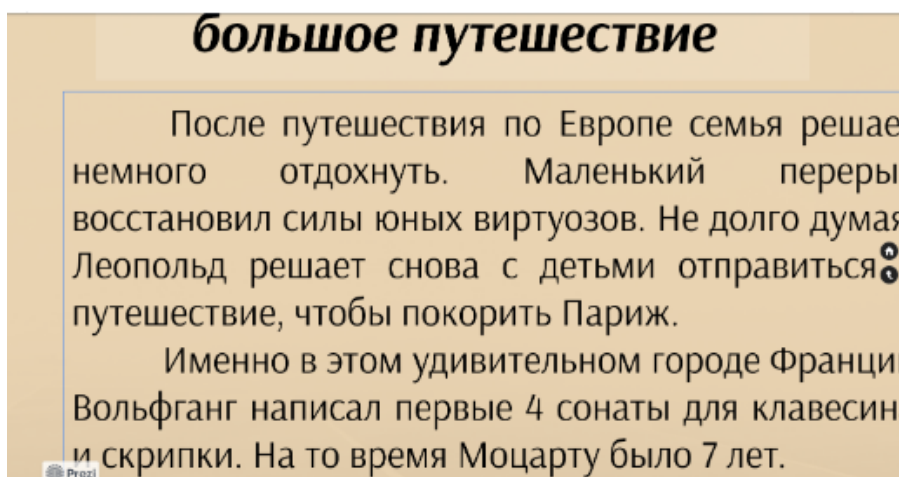 большое путешествие
После путешествия по Европе семья решае
немного отдохнуть. Маленький переры
восстановил силы юных виртуозов. Не долго думая
Леопольд решает снова с детьми отправиться
путешествие, чтобы покорить Париж.
Именно в этом удивительном городе Франци
Вольфганг написал первые 4 сонаты для клавесин
и скрипки. На то время Моцарту было 7 лет.
Prezi